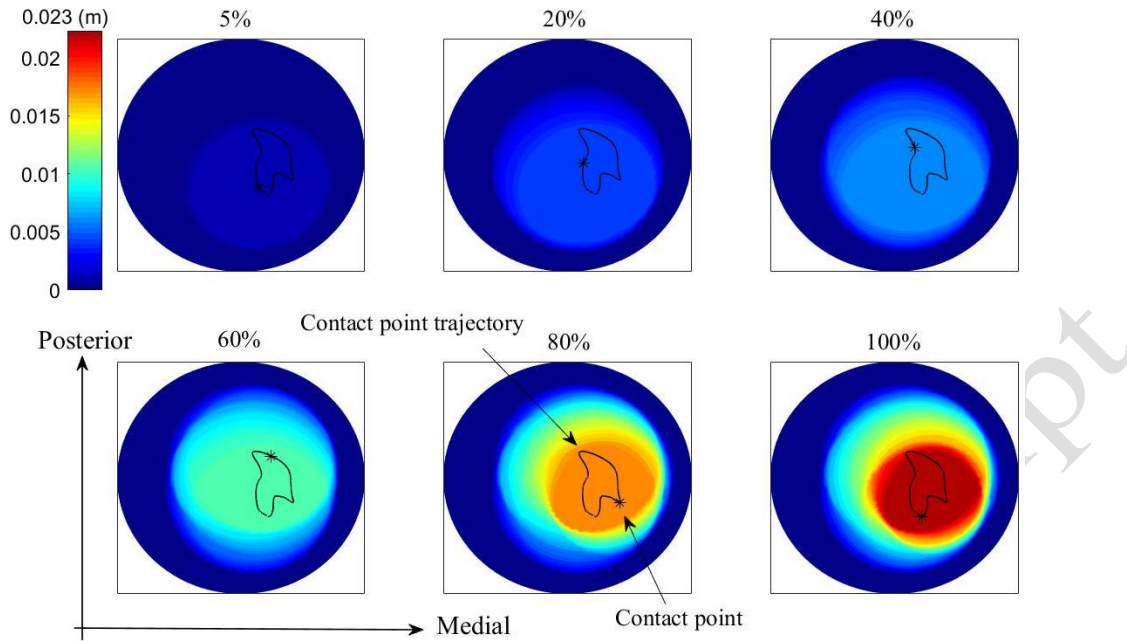 0.023 (m)
5%
20%
40%
0.02
0.015
0.01
0.005
0
Contact point trajectory
Posterior
60%
80%
100%
Contact point
Medial